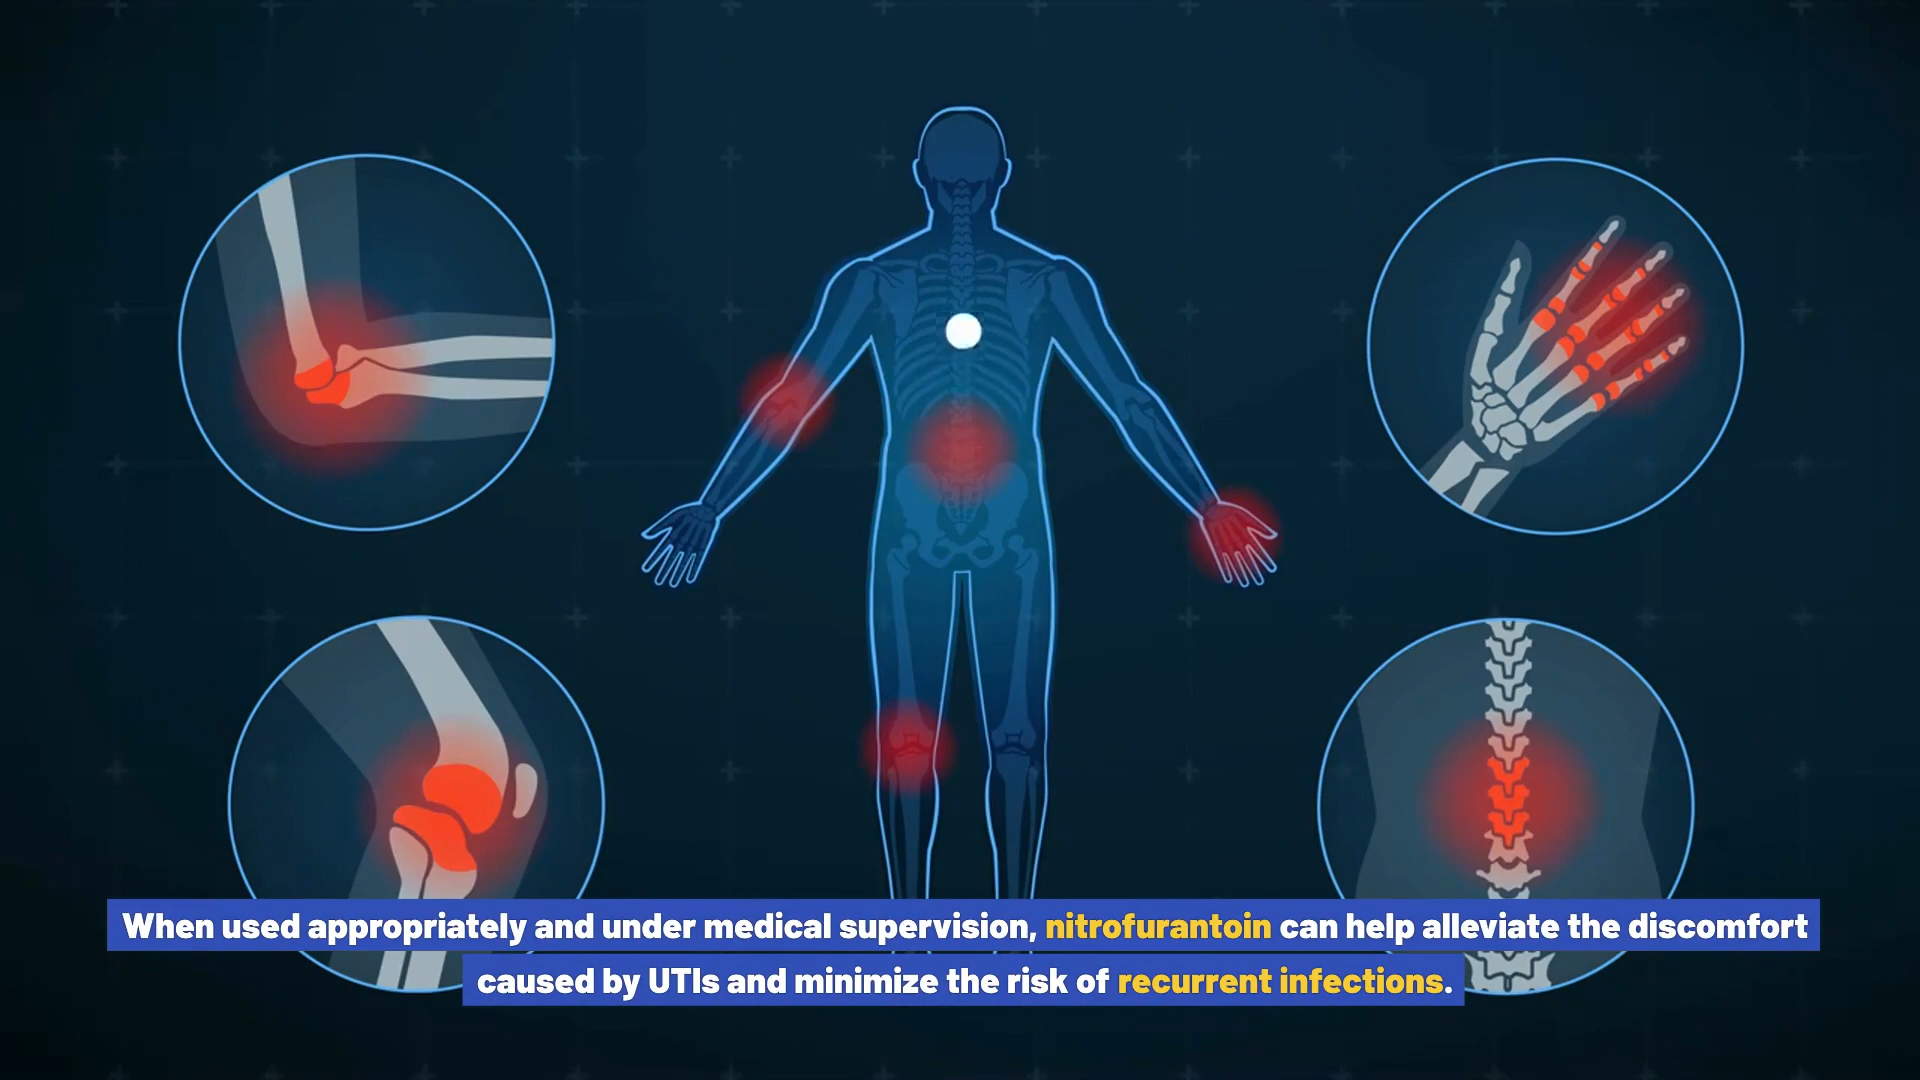 When used appropriately and under medical supervision, nitrofurantoin can help alleviate the discomfort
caused by UTIs and minimize the risk of recurrent infections.